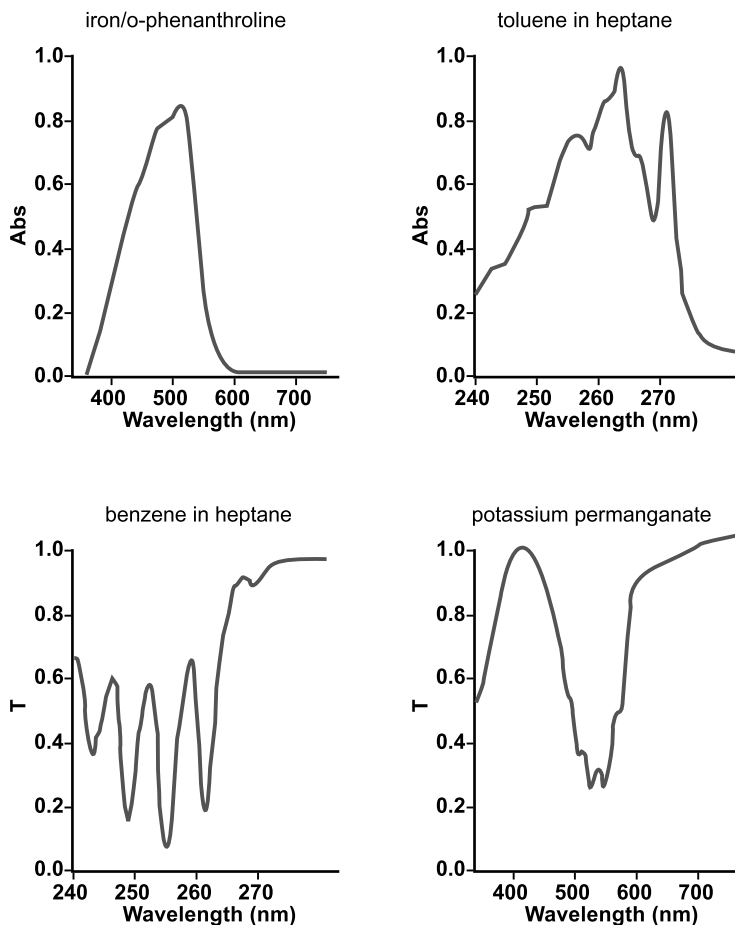 iron/o-phenanthroline
1.0
0.8
0.6
0.4
0.2
0.0
Abs
400 500 600 700
Wavelength (nm)
toluene in heptane
1.0
0.8
0.6
0.4
0.2
0.0
Abs
240 250 260 270
Wavelength (nm)
benzene in heptane
1.0
0.8
0.6
0.4
0.2
0.0
T
240 250 260 270
Wavelength (nm)
potassium permanganate
1.0
0.8
0.6
0.4
0.2
0.0
T
400 500 600 700
Wavelength (nm)